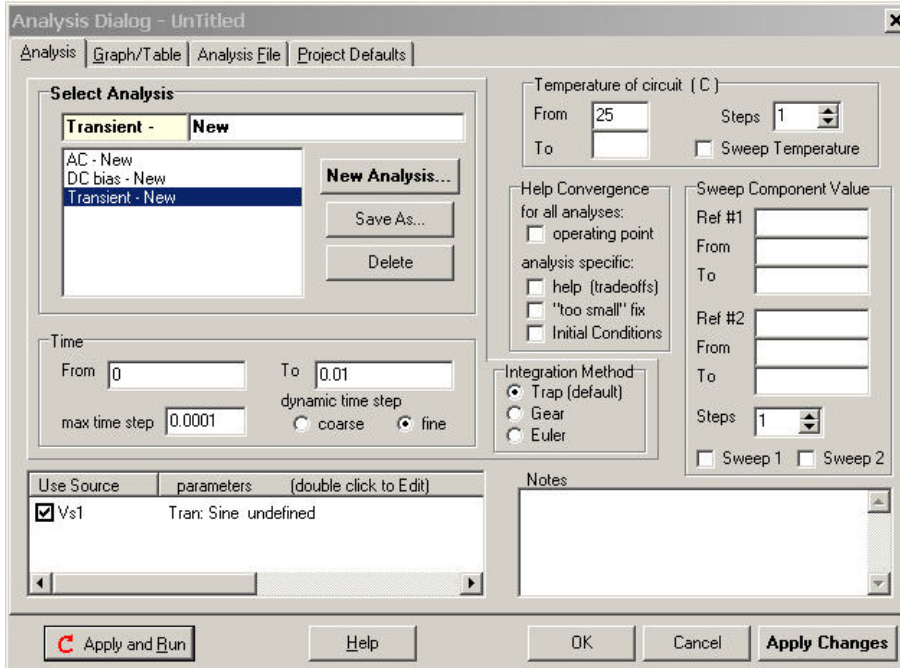 Analysis Dialog - UnTitled
Analysis
Graph/Table
Analysis File
Project Defaults
Select Analysis
Transient -
New
AC - New
DC bias - New
Transient - New
New Analysis...
Save As...
Delete
Time
From
0
To
0.01
max time step
0.0001
dynamic time step
coarse
fine
Temperature of circuit ( C )
From
25
Steps
1
To
Sweep Temperature
Help Convergence
for all analyses:
operating point
analysis specific:
help (tradeoffs)
"too small" fix
Initial Conditions
Integration Method
Trap (default)
Gear
Euler
Sweep Component Value
Ref #1
From
To
Ref #2
From
To
Steps
1
Sweep 1
Sweep 2
Use Source
parameters
(double click to Edit)
Vs1
Tran: Sine undefined
Notes
Apply and Run
Help
OK
Cancel
Apply Changes